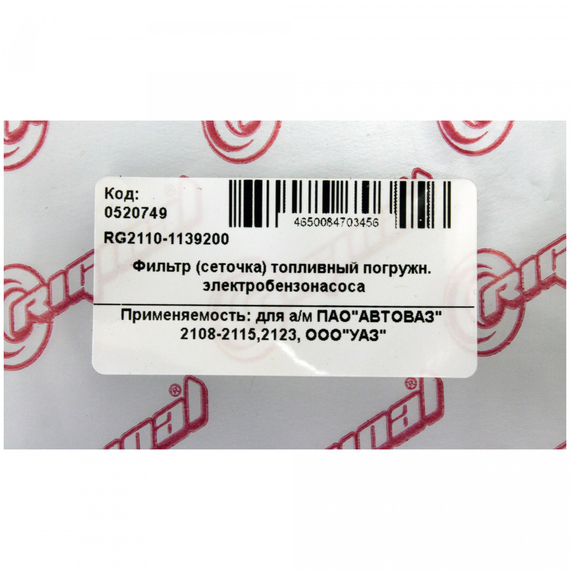 Код:
0520749
4650084703456
RG2110-1139200
Фильтр (сеточка) топливный погружн.
электробензонасоса
Применяемость: для а/м ПАО"АВТОВАЗ"
2108-2115,2123, ООО"УАЗ"
Original ®